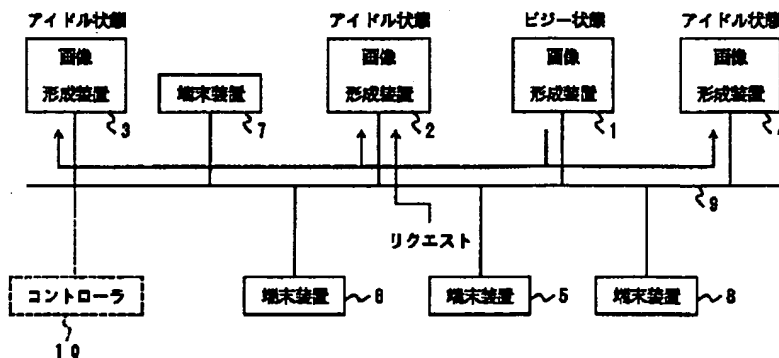 アイドル状態
アイドル状態
ビジー状態
アイドル状態
画像
形成装置
3
端末装置
7
画像
形成装置
2
画像
形成装置
1
画像
形成装置
9
リクエスト
コントローラ
10
端末装置
6
端末装置
5
端末装置
8